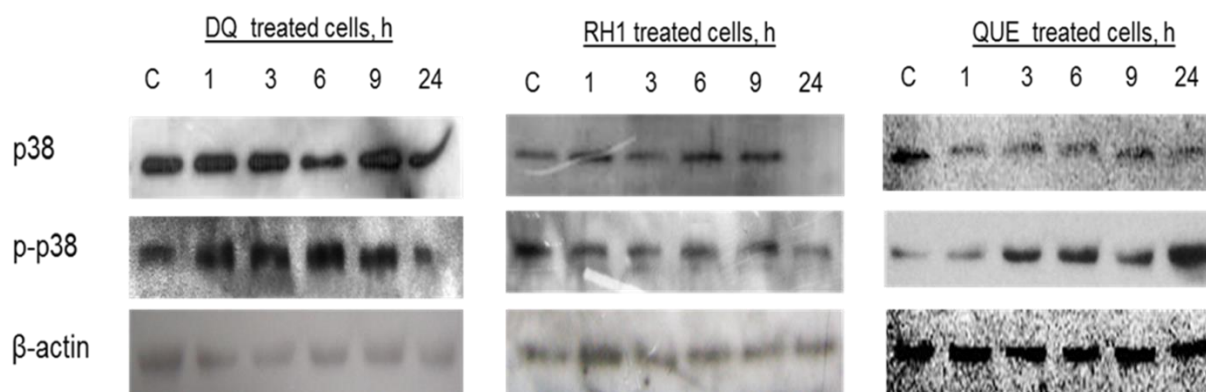 DQ treated cells, h
RH1 treated cells, h
QUE treated cells, h
C 1 3 6 9 24
C 1 3 6 9 24
C 1 3 6 9 24
p38
p-p38
β-actin